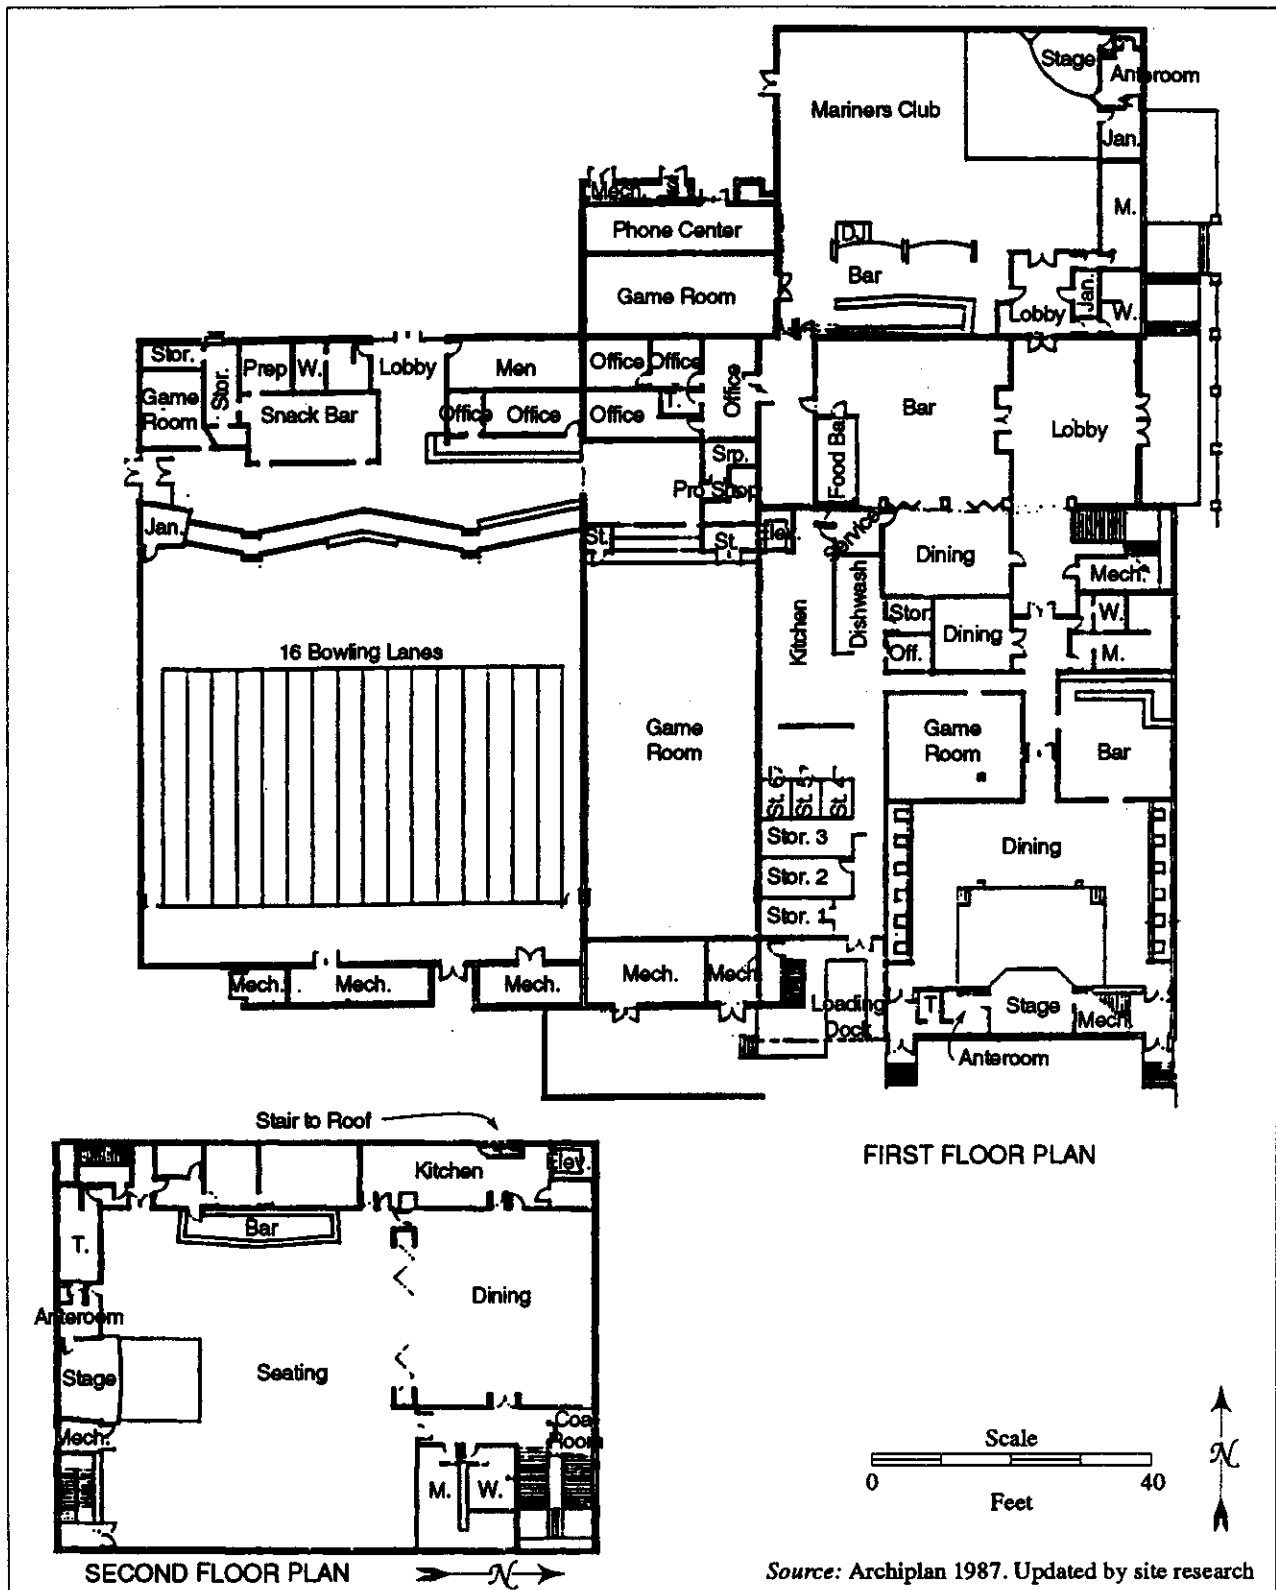 Stage
Anteroom
Mariners Club
Jan.
Mech.
M.
Phone Center
DJ
Bar
Game Room
Jan.
Lobby
W.
Stor.
Prep
W.
Lobby
Men
Office
Office
Game
Room
Stor.
Snack Bar
Office
Office
Office
T.
Office
Bar
Lobby
Food Ba
Srp.
Pro Shop
Jan.
St.
St.
Elev.
Service
Dining
Mech.
Kitchen
Dishwash
Stor.
Dining
W.
Off.
M.
16 Bowling Lanes
Game
Room
Game
Room
Bar
St. 6
St. 5
St. 4
Stor. 3
Dining
Stor. 2
Stor. 1
Mech.
Mech.
Mech.
Mech.
Mech
Loading
Dock
T
Stage
Mech.
Anteroom
Stair to Roof
FIRST FLOOR PLAN
Kitchen
Elev.
Bar
T.
Dining
Anteroom
Stage
Seating
Mech.
Coa
Room
M.
W.
Scale
0
40
Feet
N
SECOND FLOOR PLAN
N
Source: Archiplan 1987. Updated by site research